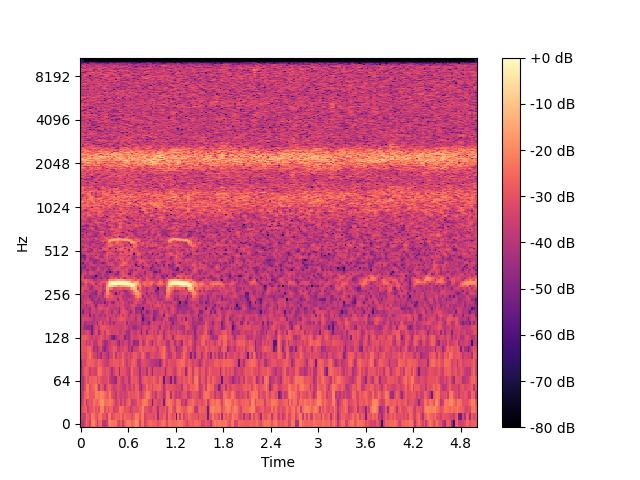 8192
4096
2048
1024
512
256
128
64
0
Hz
0 0.6 1.2 1.8 2.4 3 3.6 4.2 4.8
Time
+0 dB
-10 dB
-20 dB
-30 dB
-40 dB
-50 dB
-60 dB
-70 dB
-80 dB